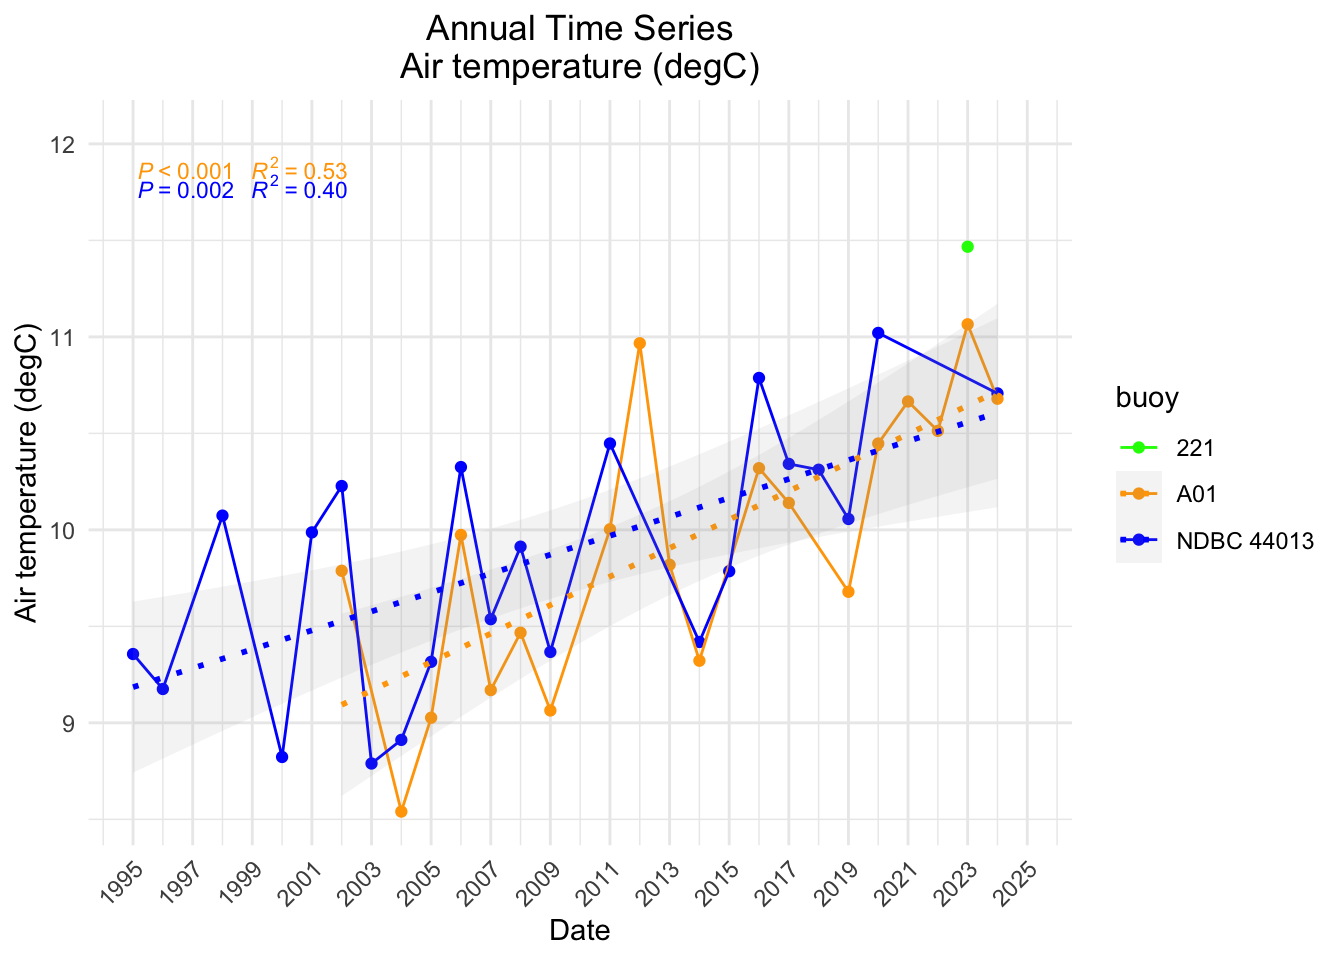 Annual Time Series
Air temperature (degC)
P < 0.001 R² = 0.53
P = 0.002 R² = 0.40
12
11
10
9
Air temperature (degC)
1995 1997 1999 2001 2003 2005 2007 2009 2011 2013 2015 2017 2019 2021 2023 2025
Date
buoy
221
A01
NDBC 44013